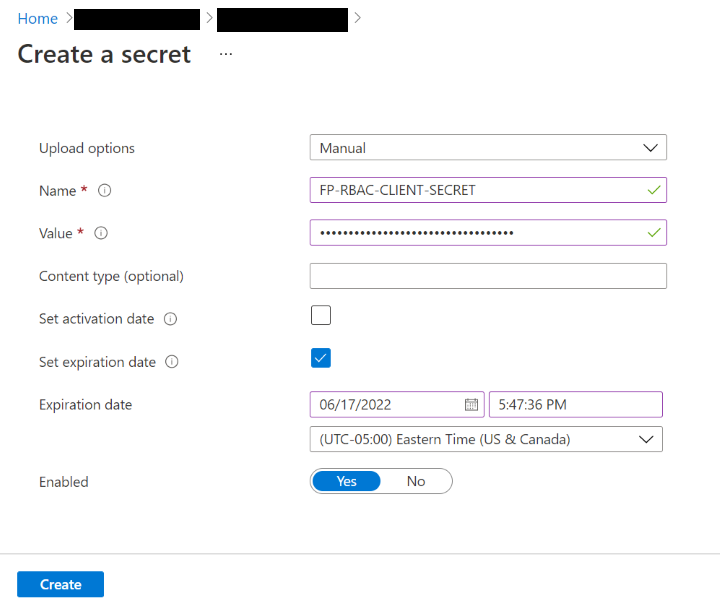 Home > > >
Create a secret ...
Upload options Manual
Name * FP-RBAC-CLIENT-SECRET
Value * ••••••••••••••••••••••••••••••••••
Content type (optional)
Set activation date
Set expiration date
Expiration date 06/17/2022 5:47:36 PM
(UTC-05:00) Eastern Time (US & Canada)
Enabled Yes No
Create